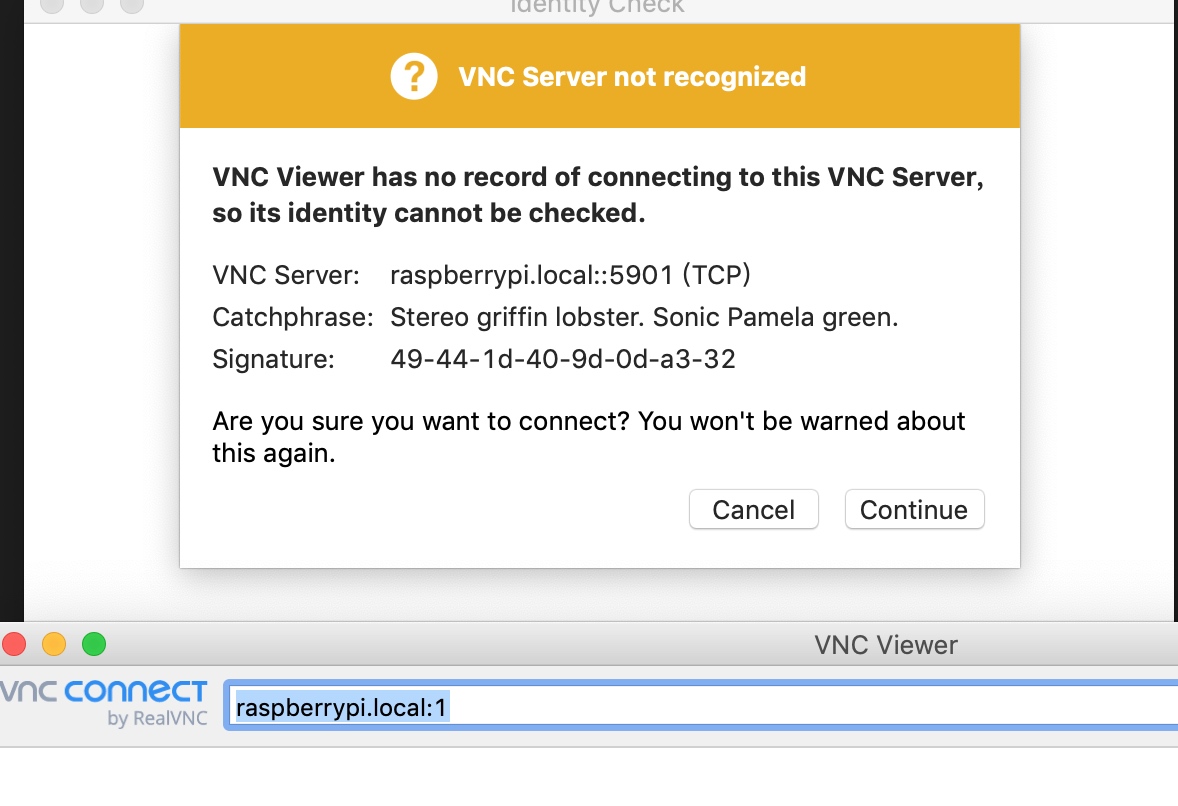 Identity Check
? VNC Server not recognized
VNC Viewer has no record of connecting to this VNC Server,
so its identity cannot be checked.
VNC Server: raspberrypi.local::5901 (TCP)
Catchphrase: Stereo griffin lobster. Sonic Pamela green.
Signature: 49-44-1d-40-9d-0d-a3-32
Are you sure you want to connect? You won't be warned about
this again.
Cancel Continue
VNC Viewer
vnc connect
by RealVNC
raspberrypi.local:1